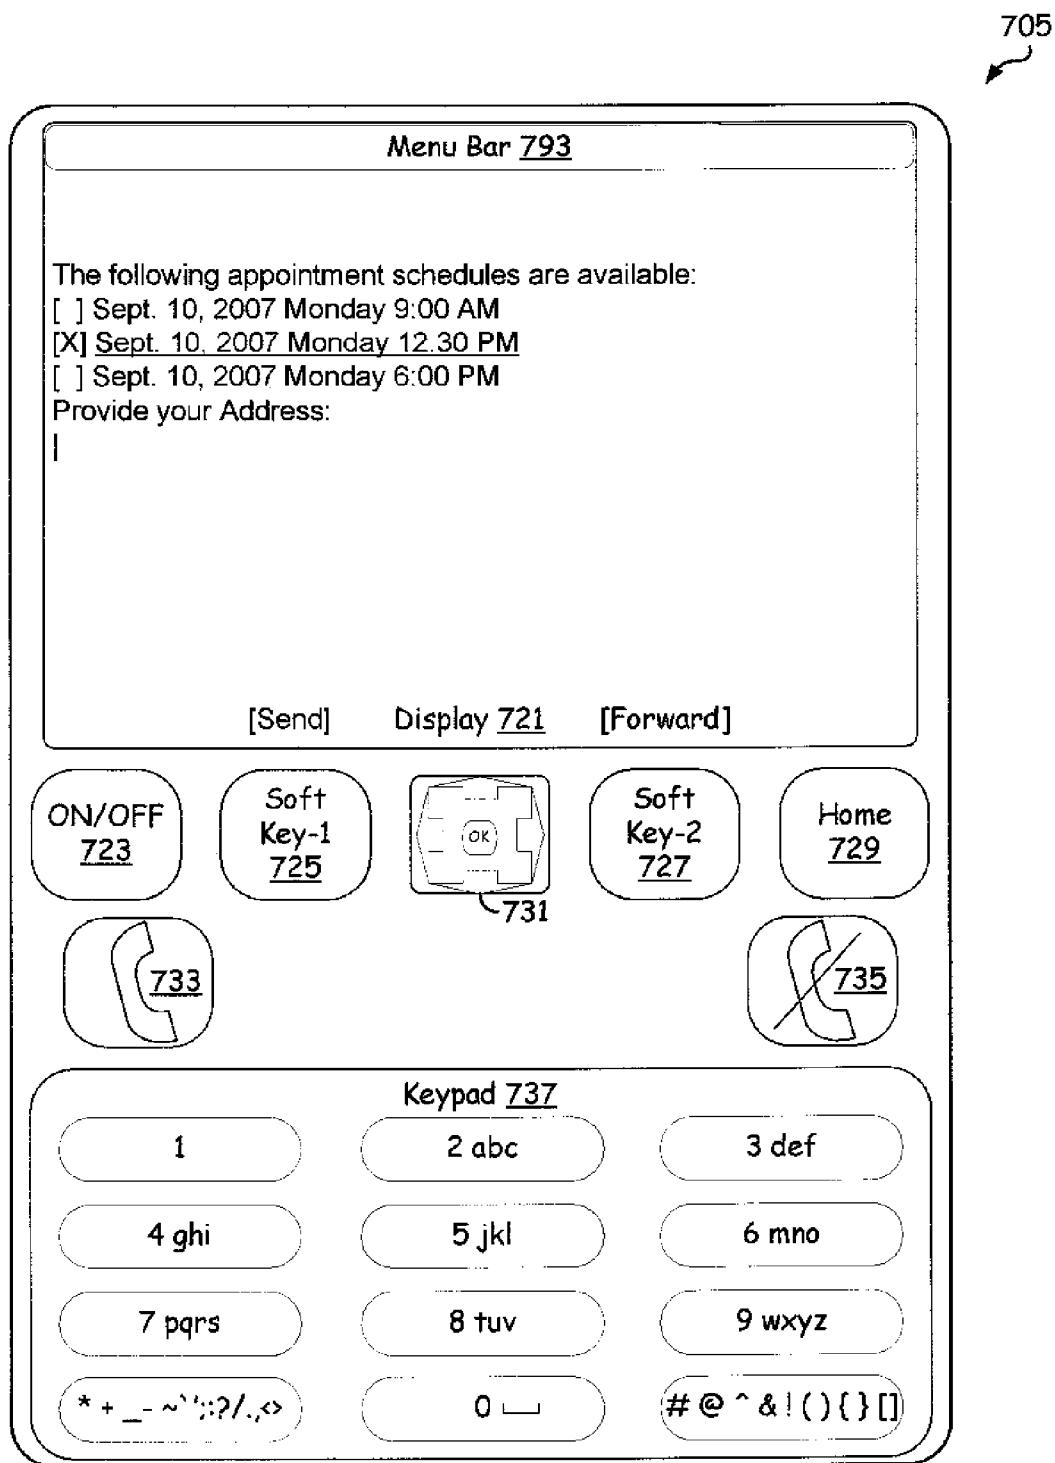 705
Menu Bar 793
The following appointment schedules are available:
[ ] Sept. 10, 2007 Monday 9:00 AM
[X] Sept. 10, 2007 Monday 12.30 PM
[ ] Sept. 10, 2007 Monday 6:00 PM
Provide your Address:
[Send] Display 721 [Forward]
ON/OFF
723
Soft
Key-1
725
OK
731
Soft
Key-2
727
Home
729
733
735
Keypad 737
1
2 abc
3 def
4 ghi
5 jkl
6 mno
7 pqrs
8 tuv
9 wxyz
* + _ - ~ ` ' ; : ? / . , < >
0
# @ ^ & ! ( ) { } [ ]